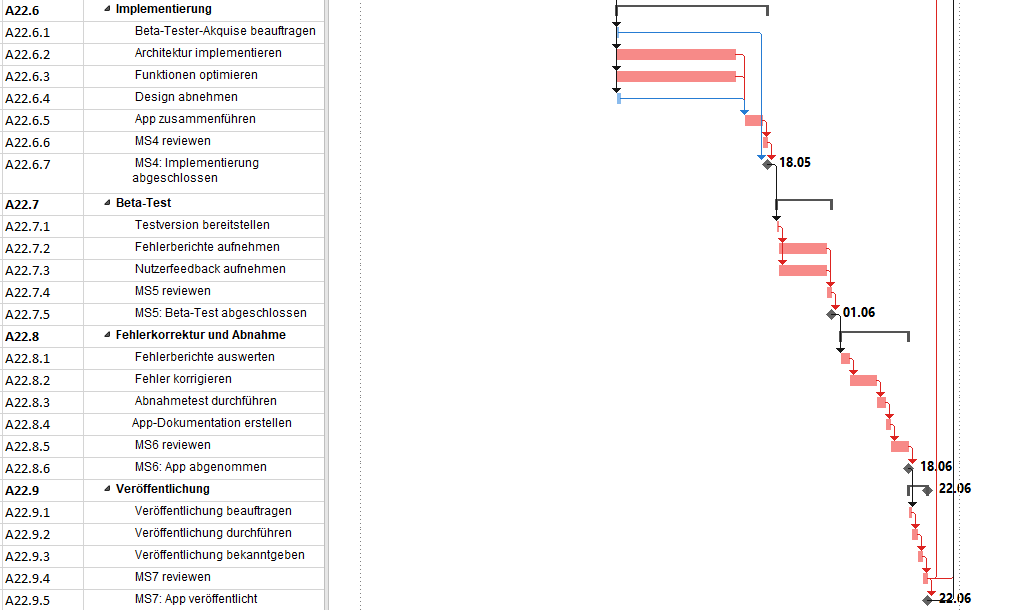 A22.6 Implementierung
A22.6.1 Beta-Tester-Akquise beauftragen
A22.6.2 Architektur implementieren
A22.6.3 Funktionen optimieren
A22.6.4 Design abnehmen
A22.6.5 App zusammenführen
A22.6.6 MS4 reviewen
A22.6.7 MS4: Implementierung 18.05
abgeschlossen
A22.7 Beta-Test
A22.7.1 Testversion bereitstellen
A22.7.2 Fehlerberichte aufnehmen
A22.7.3 Nutzerfeedback aufnehmen
A22.7.4 MS5 reviewen
A22.7.5 MS5: Beta-Test abgeschlossen 01.06
A22.8 Fehlerkorrektur und Abnahme
A22.8.1 Fehlerberichte auswerten
A22.8.2 Fehler korrigieren
A22.8.3 Abnahmetest durchführen
A22.8.4 App-Dokumentation erstellen
A22.8.5 MS6 reviewen
A22.8.6 MS6: App abgenommen 18.06
A22.9 Veröffentlichung 22.06
A22.9.1 Veröffentlichung beauftragen
A22.9.2 Veröffentlichung durchführen
A22.9.3 Veröffentlichung bekanntgeben
A22.9.4 MS7 reviewen
A22.9.5 MS7: App veröffentlicht 22.06